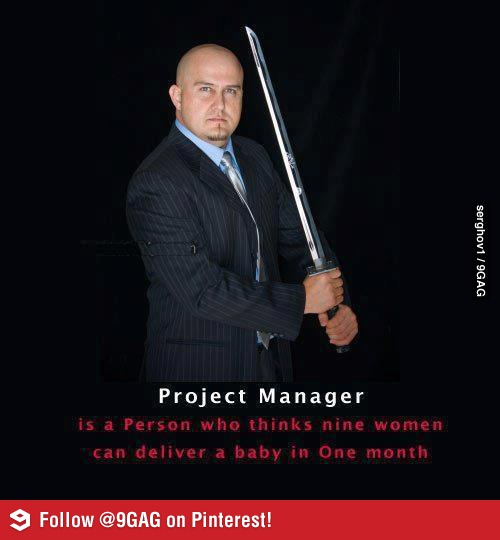 serghov1 / 9GAG
Project Manager
is a Person who thinks nine women
can deliver a baby in One month
Follow @9GAG on Pinterest!